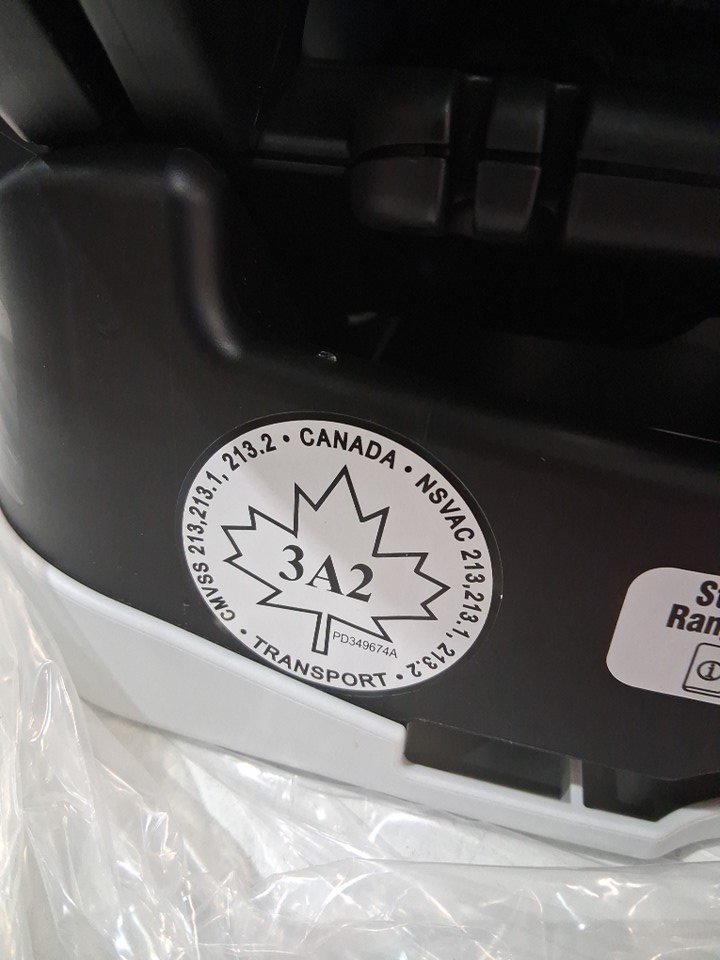 CMVSS 213,213.1, 213.2 • CANADA • NSVAC 213,213.1, 213.2 • TRANSPORT •
3A2
PD349674A